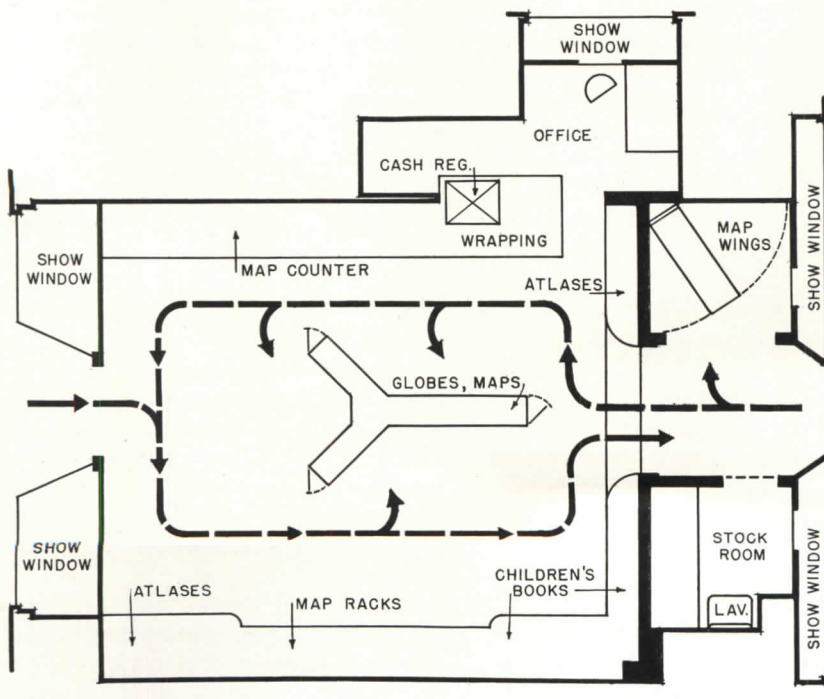 SHOW
WINDOW
OFFICE
CASH REG.
WRAPPING
MAP
WINGS
SHOW WINDOW
SHOW
WINDOW
MAP COUNTER
ATLASES
GLOBES, MAPS
SHOW
WINDOW
STOCK
ROOM
SHOW WINDOW
ATLASES
MAP RACKS
CHILDREN'S
BOOKS
LAV.